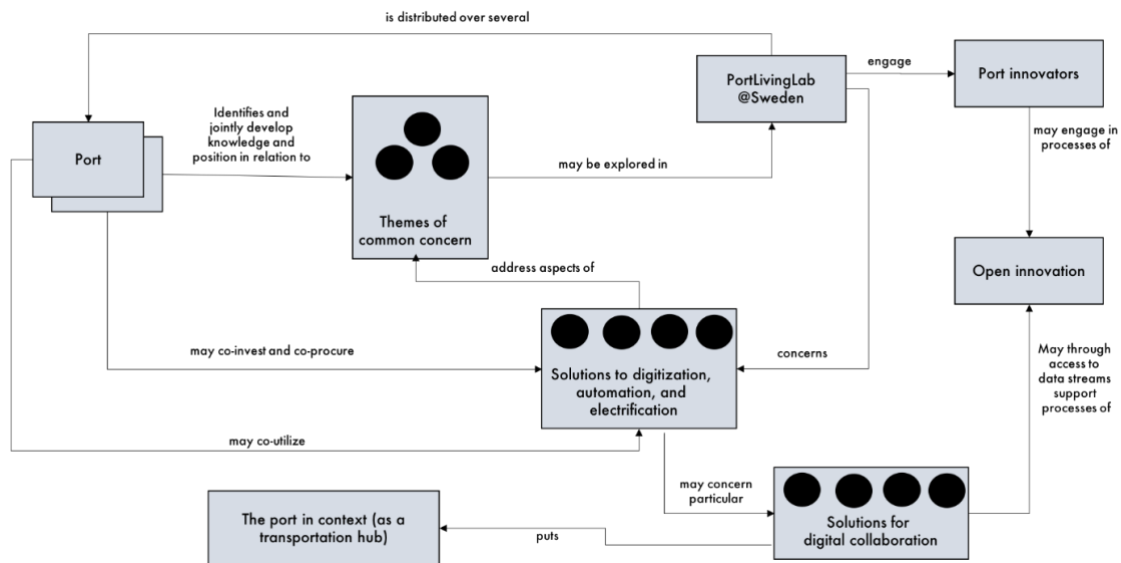 is distributed over several
PortLivingLab
@Sweden
engage
Port innovators
Identifies and
jointly develop
knowledge and
position in relation to
Port
may be explored in
may engage in
processes of
Themes of
common concern
address aspects of
Open innovation
may co-invest and co-procure
concerns
Solutions to digitization,
automation, and
electrification
May through
access to
data streams
support
processes of
may co-utilize
may concern
particular
The port in context (as a
transportation hub)
puts
Solutions for
digital collaboration